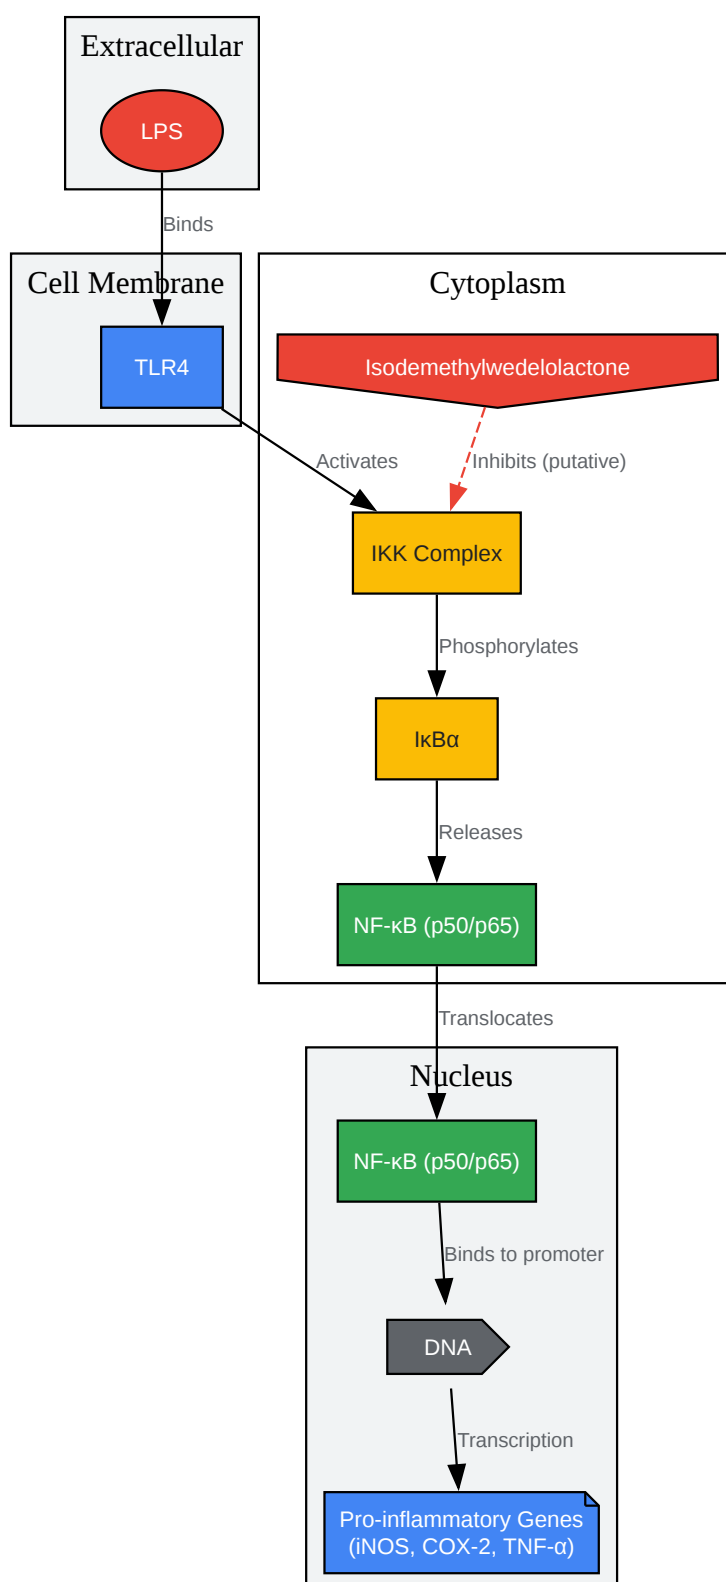 Extracellular
LPS
Binds
Cell Membrane
TLR4
Cytoplasm
Isodemethylwedelolactone
Activates
Inhibits (putative)
IKK Complex
Phosphorylates
IκBα
Releases
NF-κB (p50/p65)
Translocates
Nucleus
NF-κB (p50/p65)
Binds to promoter
DNA
Transcription
Pro-inflammatory Genes
(iNOS, COX-2, TNF-α)